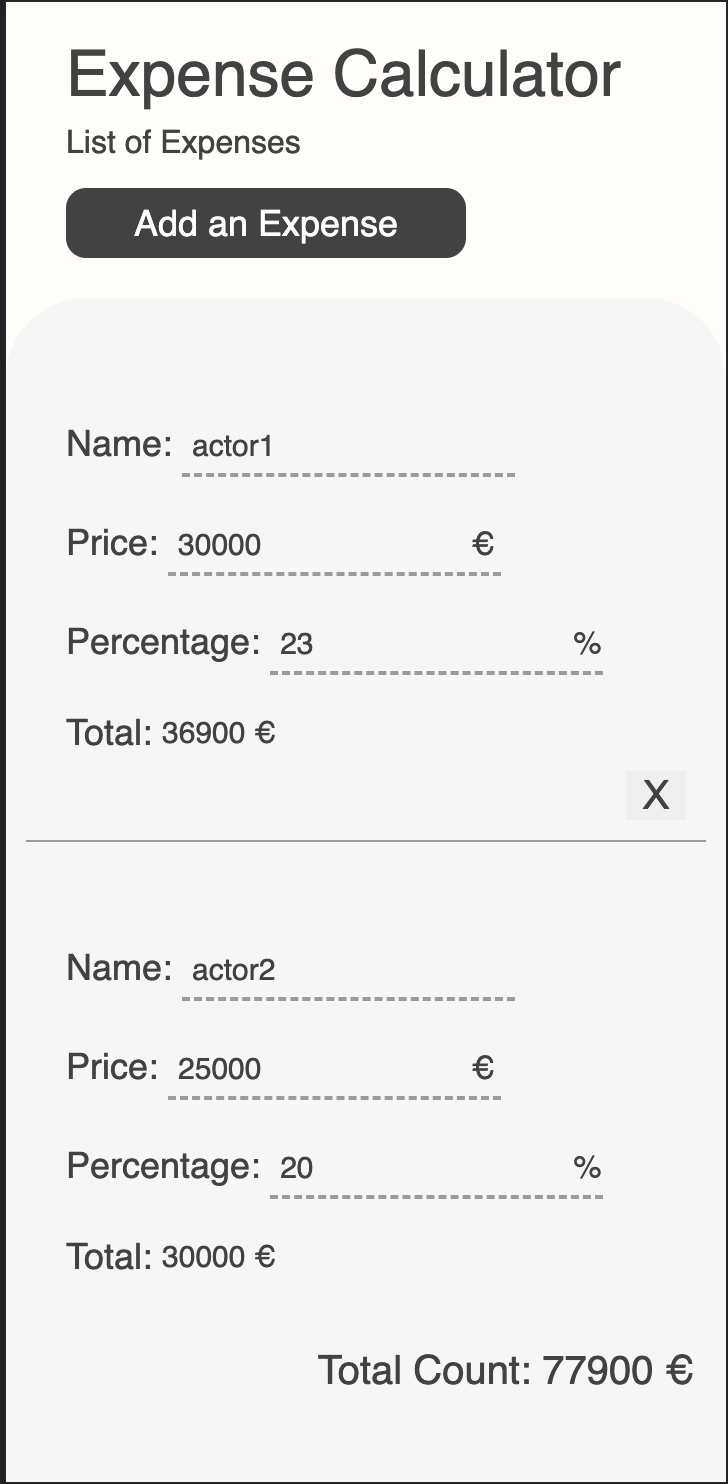 Expense Calculator
List of Expenses
Add an Expense
Name: actor1
Price: 30000 €
Percentage: 23 %
Total: 36900 €
X
Name: actor2
Price: 25000 €
Percentage: 20 %
Total: 30000 €
Total Count: 77900 €